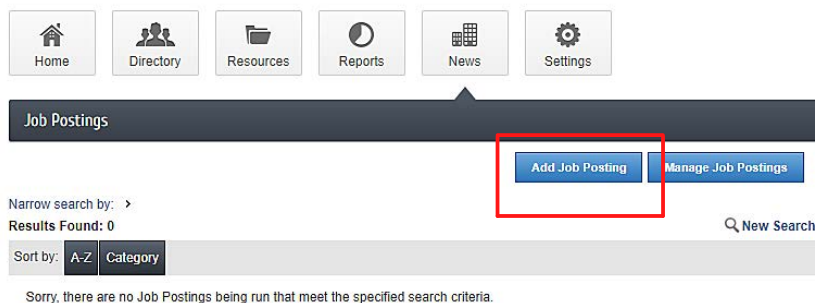 Home Directory Resources Reports News Settings
Job Postings
Add Job Posting Manage Job Postings
Narrow search by:
Results Found: 0 New Search
Sort by: A-Z Category
Sorry, there are no Job Postings being run that meet the specified search criteria.